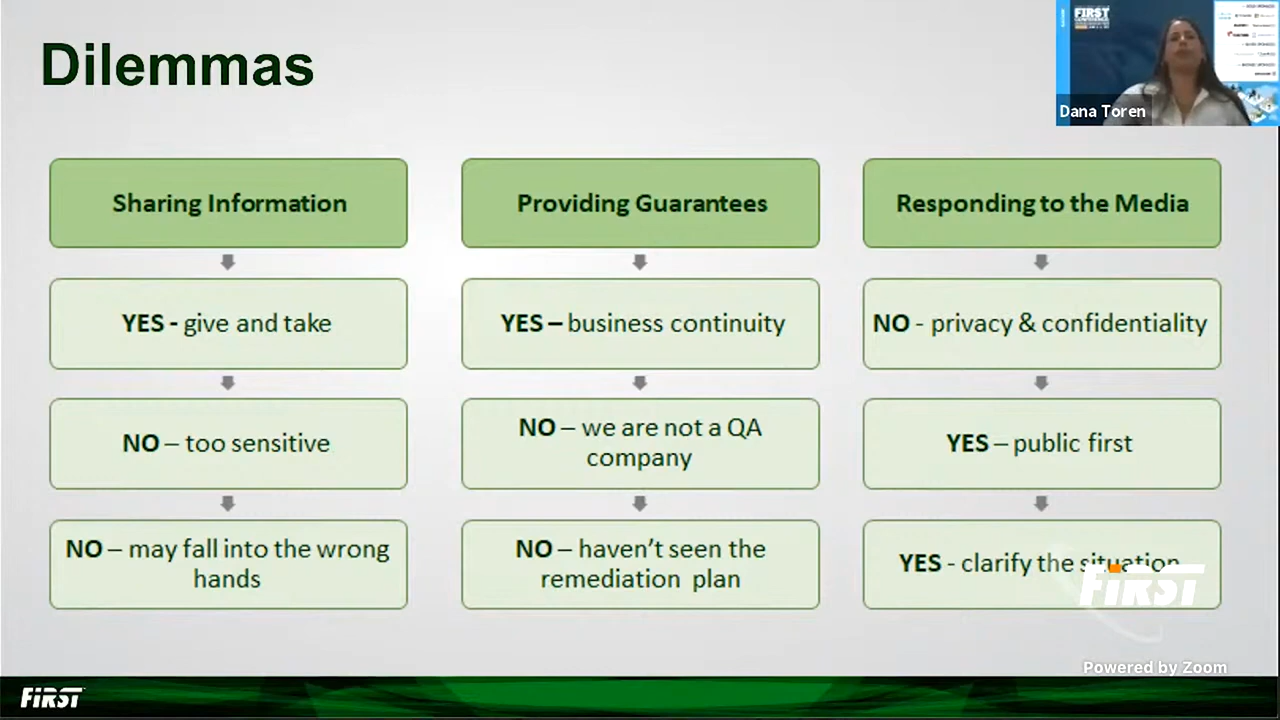 Dilemmas
FIRST
CONFERENCE
Dana Toren
Sharing Information
Providing Guarantees
Responding to the Media
YES - give and take
YES – business continuity
NO - privacy & confidentiality
NO – too sensitive
NO – we are not a QA
company
YES – public first
NO – may fall into the wrong
hands
NO – haven't seen the
remediation plan
YES - clarify the situation
FIRST
Powered by Zoom
FIRST